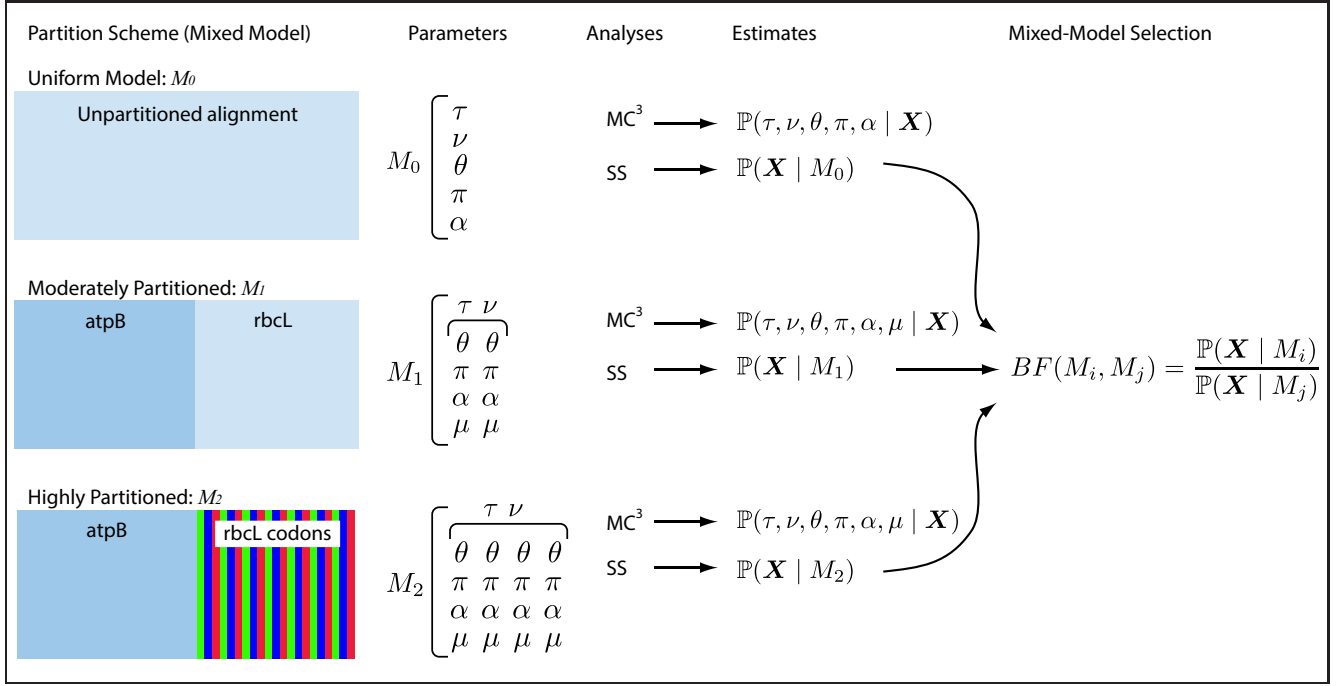 Partition Scheme (Mixed Model) Parameters Analyses Estimates Mixed-Model Selection
Uniform Model: M0
Unpartitioned alignment
M₀
τ
ν
θ
π
α
MC³ ℙ(τ, ν, θ, π, α | X)
SS ℙ(X | M₀)
Moderately Partitioned: M1
atpB rbcL
M₁
τ ν
θ θ
π π
α α
μ μ
MC³ ℙ(τ, ν, θ, π, α, μ | X)
SS ℙ(X | M₁)
BF(Mᵢ, Mⱼ) = ℙ(X | Mᵢ) / ℙ(X | Mⱼ)
Highly Partitioned: M2
atpB rbcL codons
M₂
τ ν
θ θ θ θ
π π π π
α α α α
μ μ μ μ
MC³ ℙ(τ, ν, θ, π, α, μ | X)
SS ℙ(X | M₂)